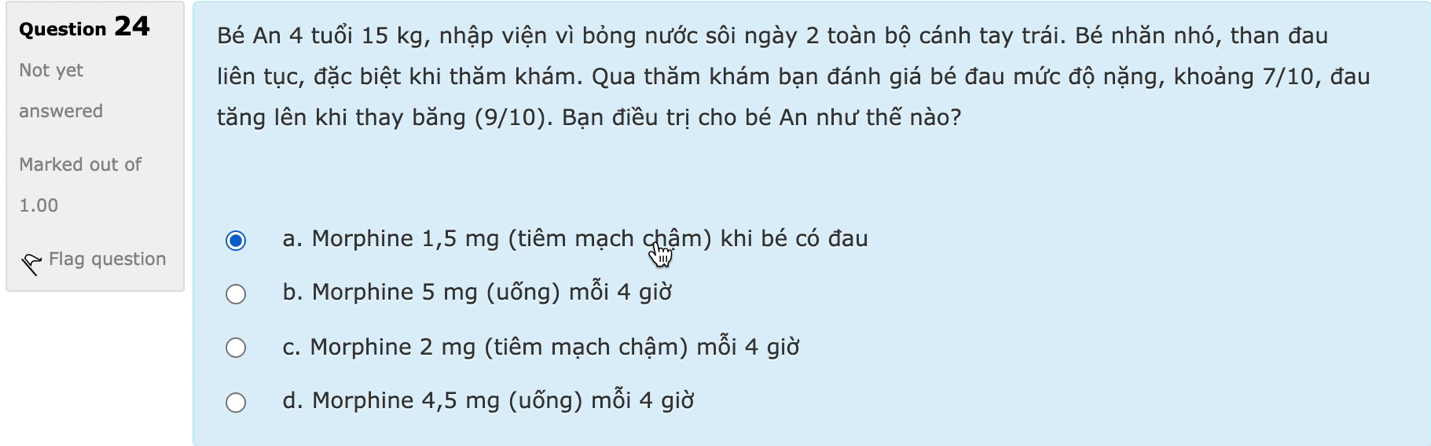 Question 24
Not yet
answered
Marked out of
1.00
Flag question
Bé An 4 tuổi 15 kg, nhập viện vì bỏng nước sôi ngày 2 toàn bộ cánh tay trái. Bé nhăn nhó, than đau
liên tục, đặc biệt khi thăm khám. Qua thăm khám bạn đánh giá bé đau mức độ nặng, khoảng 7/10, đau
tăng lên khi thay băng (9/10). Bạn điều trị cho bé An như thế nào?
a. Morphine 1,5 mg (tiêm mạch chậm) khi bé có đau
b. Morphine 5 mg (uống) mỗi 4 giờ
c. Morphine 2 mg (tiêm mạch chậm) mỗi 4 giờ
d. Morphine 4,5 mg (uống) mỗi 4 giờ